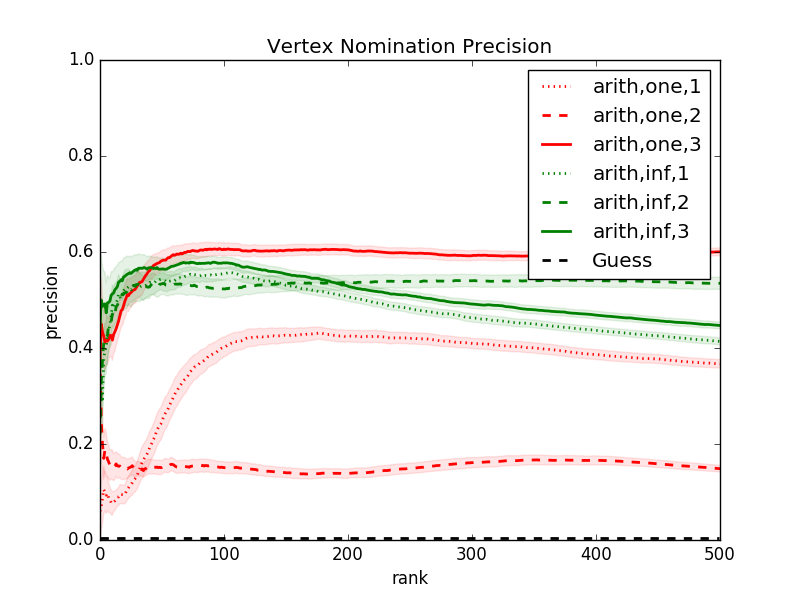 Vertex Nomination Precision
1.0
0.8
0.6
0.4
0.2
0.0
precision
0 100 200 300 400 500
rank
arith,one,1
arith,one,2
arith,one,3
arith,inf,1
arith,inf,2
arith,inf,3
Guess